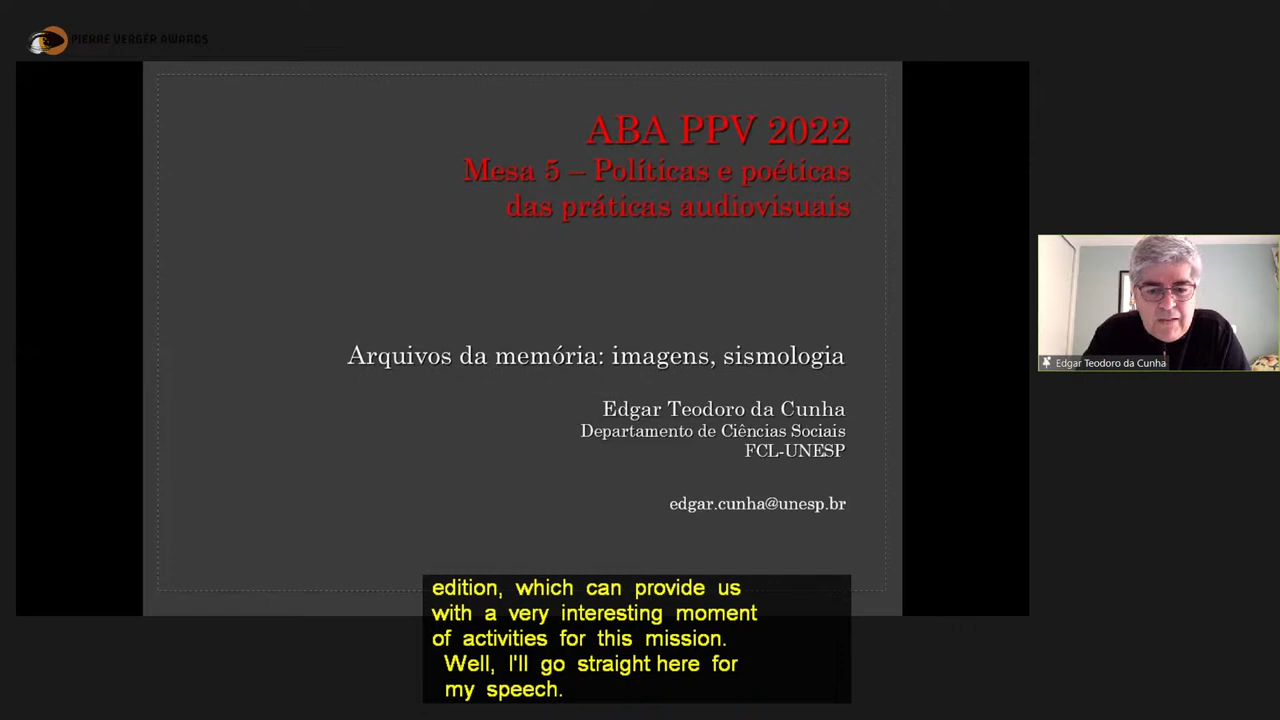 PIERRE VERGER AWARDS
ABA PPV 2022
Mesa 5 – Políticas e poéticas
das práticas audiovisuais
Arquivos da memória: imagens, sismologia
Edgar Teodoro da Cunha
Departamento de Ciências Sociais
FCL-UNESP
edgar.cunha@unesp.br
Edgar Teodoro da Cunha
edition, which can provide us
with a very interesting moment
of activities for this mission.
Well, I'll go straight here for
my speech.